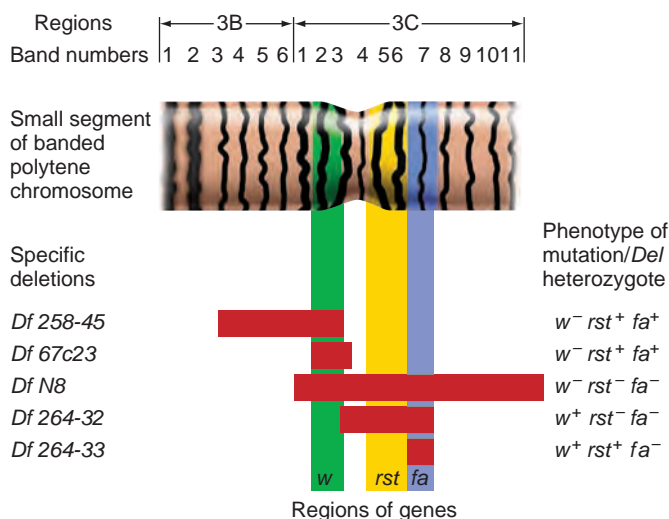 Regions 3B 3C
Band numbers 1 2 3 4 5 6 1 2 3 4 5 6 7 8 9 10 11
Small segment
of banded
polytene
chromosome
Specific
deletions
Phenotype of
mutation/Del
heterozygote
Df 258-45 w⁻ rst⁺ fa⁺
Df 67c23 w⁻ rst⁺ fa⁺
Df N8 w⁻ rst⁻ fa⁻
Df 264-32 w⁺ rst⁻ fa⁻
Df 264-33 w⁺ rst⁺ fa⁻
w rst fa
Regions of genes